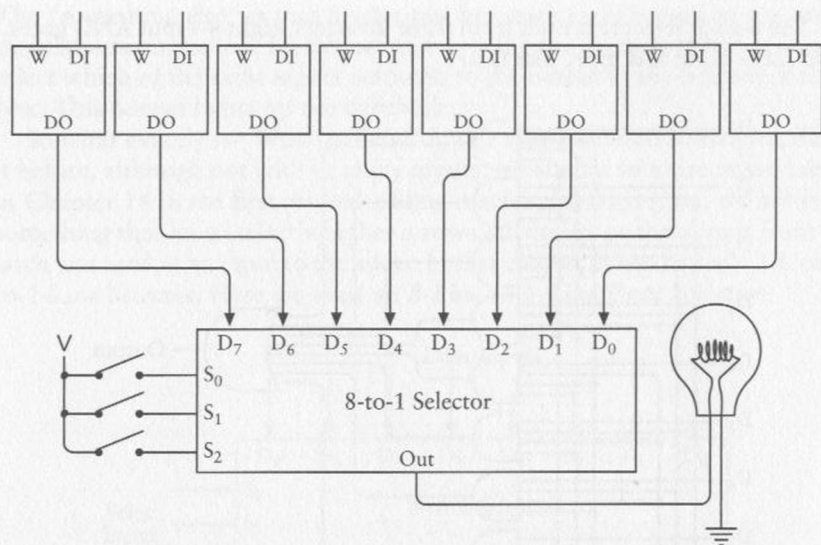 W DI W DI W DI W DI W DI W DI W DI W DI
DO DO DO DO DO DO DO DO
V
D₇ D₆ D₅ D₄ D₃ D₂ D₁ D₀
S₀
8-to-1 Selector
S₁
S₂
Out